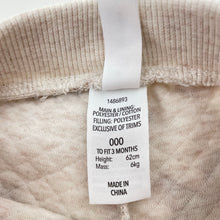 1486893
MAIN & LINING:
POLYESTER / COTTON
FILLING: POLYESTER
EXCLUSIVE OF TRIMS
000
TO FIT 3 MONTHS
Height: 62cm
Mass: 6kg
MADE IN
CHINA